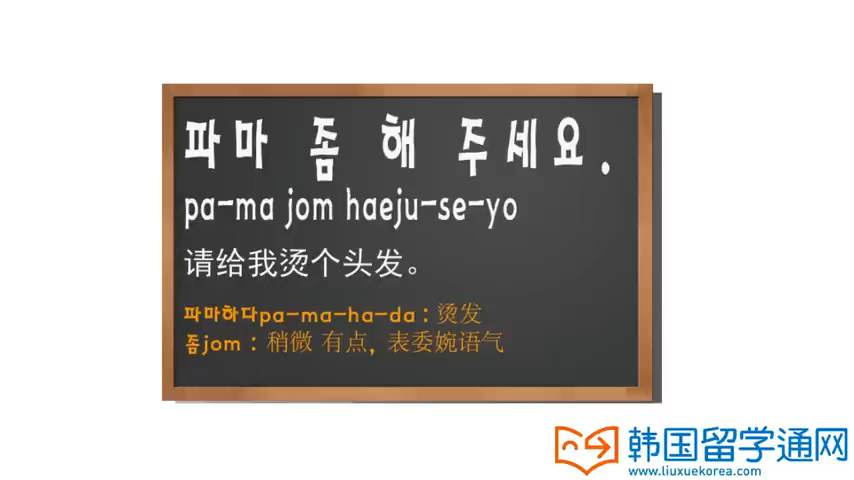 파마 좀 해 주세요.
pa-ma jom haeju-se-yo
请给我烫个头发。
파마하다pa-ma-ha-da : 烫发
좀jom : 稍微 有点, 表委婉语气
韩国留学通网
www.liuxuekorea.com